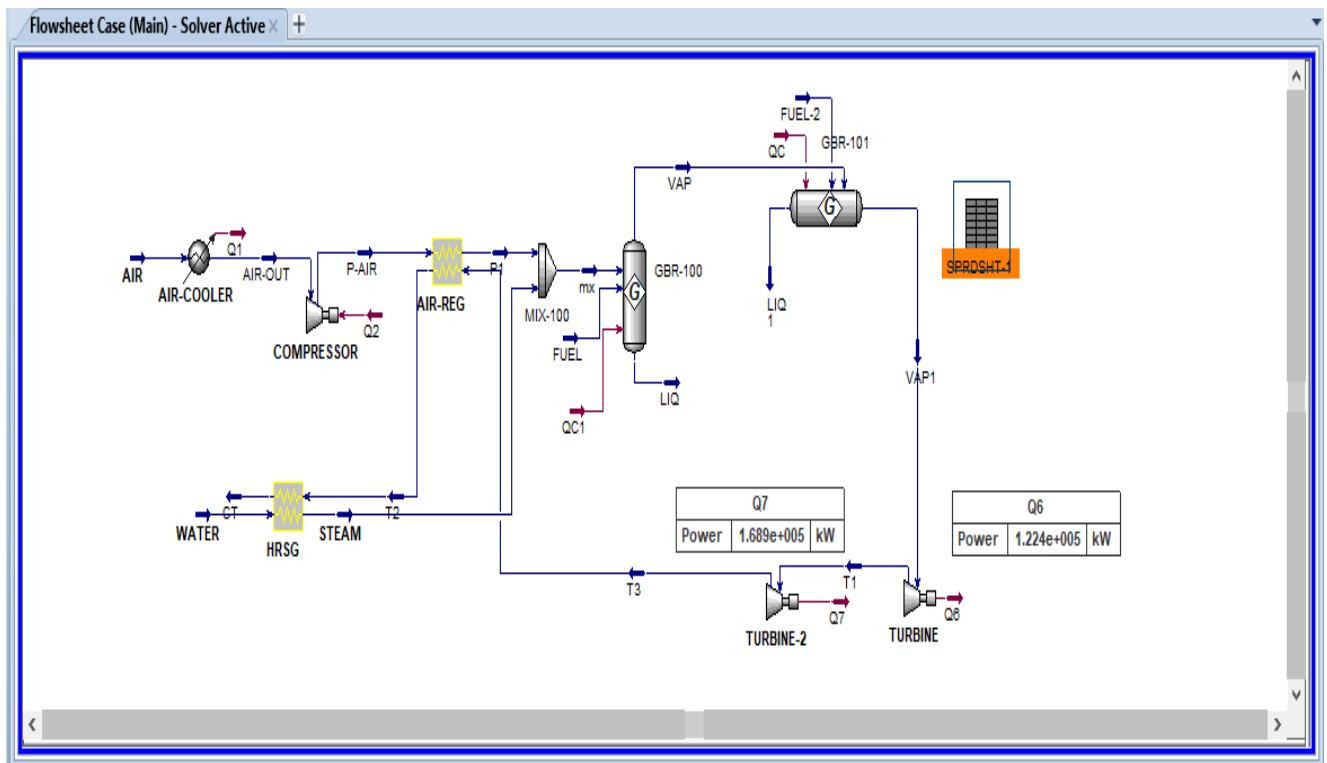 Flowsheet Case (Main) - Solver Active × +
FUEL-2
QC
GBR-101
VAP
Q1
AIR
AIR-OUT
AIR-COOLER
P-AIR
P1
AIR-REG
mx
MIX-100
GBR-100
G
G
SPRDSHT-1
LIQ
1
Q2
COMPRESSOR
FUEL
LIQ
QC1
VAP1
CT
T2
WATER
STEAM
HRSG
Q7
Power 1.689e+005 kW
Q6
Power 1.224e+005 kW
T3
T1
Q7
Q6
TURBINE-2
TURBINE